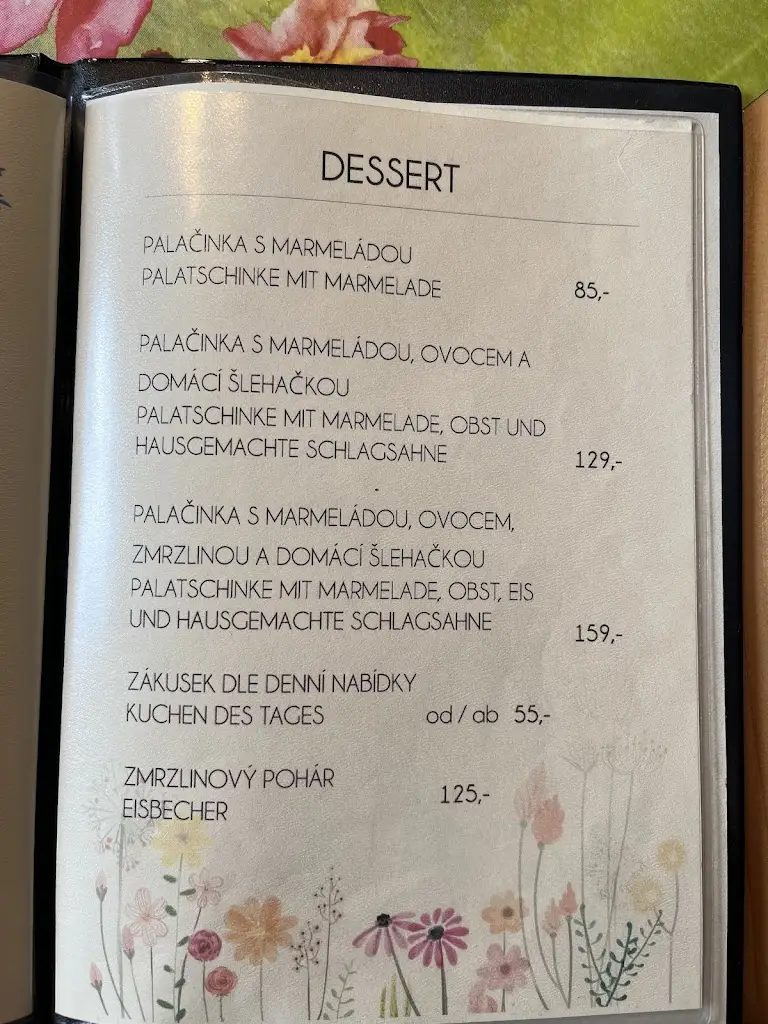 DESSERT
PALAČINKA S MARMELÁDOU
PALATSCHINKE MIT MARMELADE 85,-
PALAČINKA S MARMELÁDOU, OVOCEM A
DOMÁCÍ ŠLEHAČKOU
PALATSCHINKE MIT MARMELADE, OBST UND
HAUSGEMACHTE SCHLAGSAHNE 129,-
PALAČINKA S MARMELÁDOU, OVOCEM,
ZMRZLINOU A DOMÁCÍ ŠLEHAČKOU
PALATSCHINKE MIT MARMELADE, OBST, EIS
UND HAUSGEMACHTE SCHLAGSAHNE 159,-
ZÁKUSEK DLE DENNÍ NABÍDKY
KUCHEN DES TAGES od / ab 55,-
ZMRZLINOVÝ POHÁR
EISBECHER 125,-